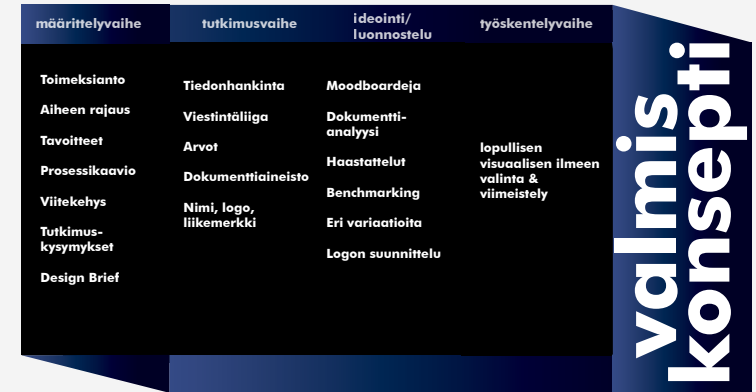 määrittelyvaihe
Toimeksianto
Aiheen rajaus
Tavoitteet
Prosessikaavio
Viitekehys
Tutkimus-
kysymykset
Design Brief
tutkimusvaihe
Tiedonhankinta
Viestintäliiga
Arvot
Dokumenttiaineisto
Nimi, logo,
liikemerkki
ideointi/
luonnostelu
Moodboardeja
Dokumentti-
analyysi
Haastattelut
Benchmarking
Eri variaatioita
Logon suunnittelu
työskentelyvaihe
lopullisen
visuaalisen ilmeen
valinta &
viimeistely
valmis
konsepti